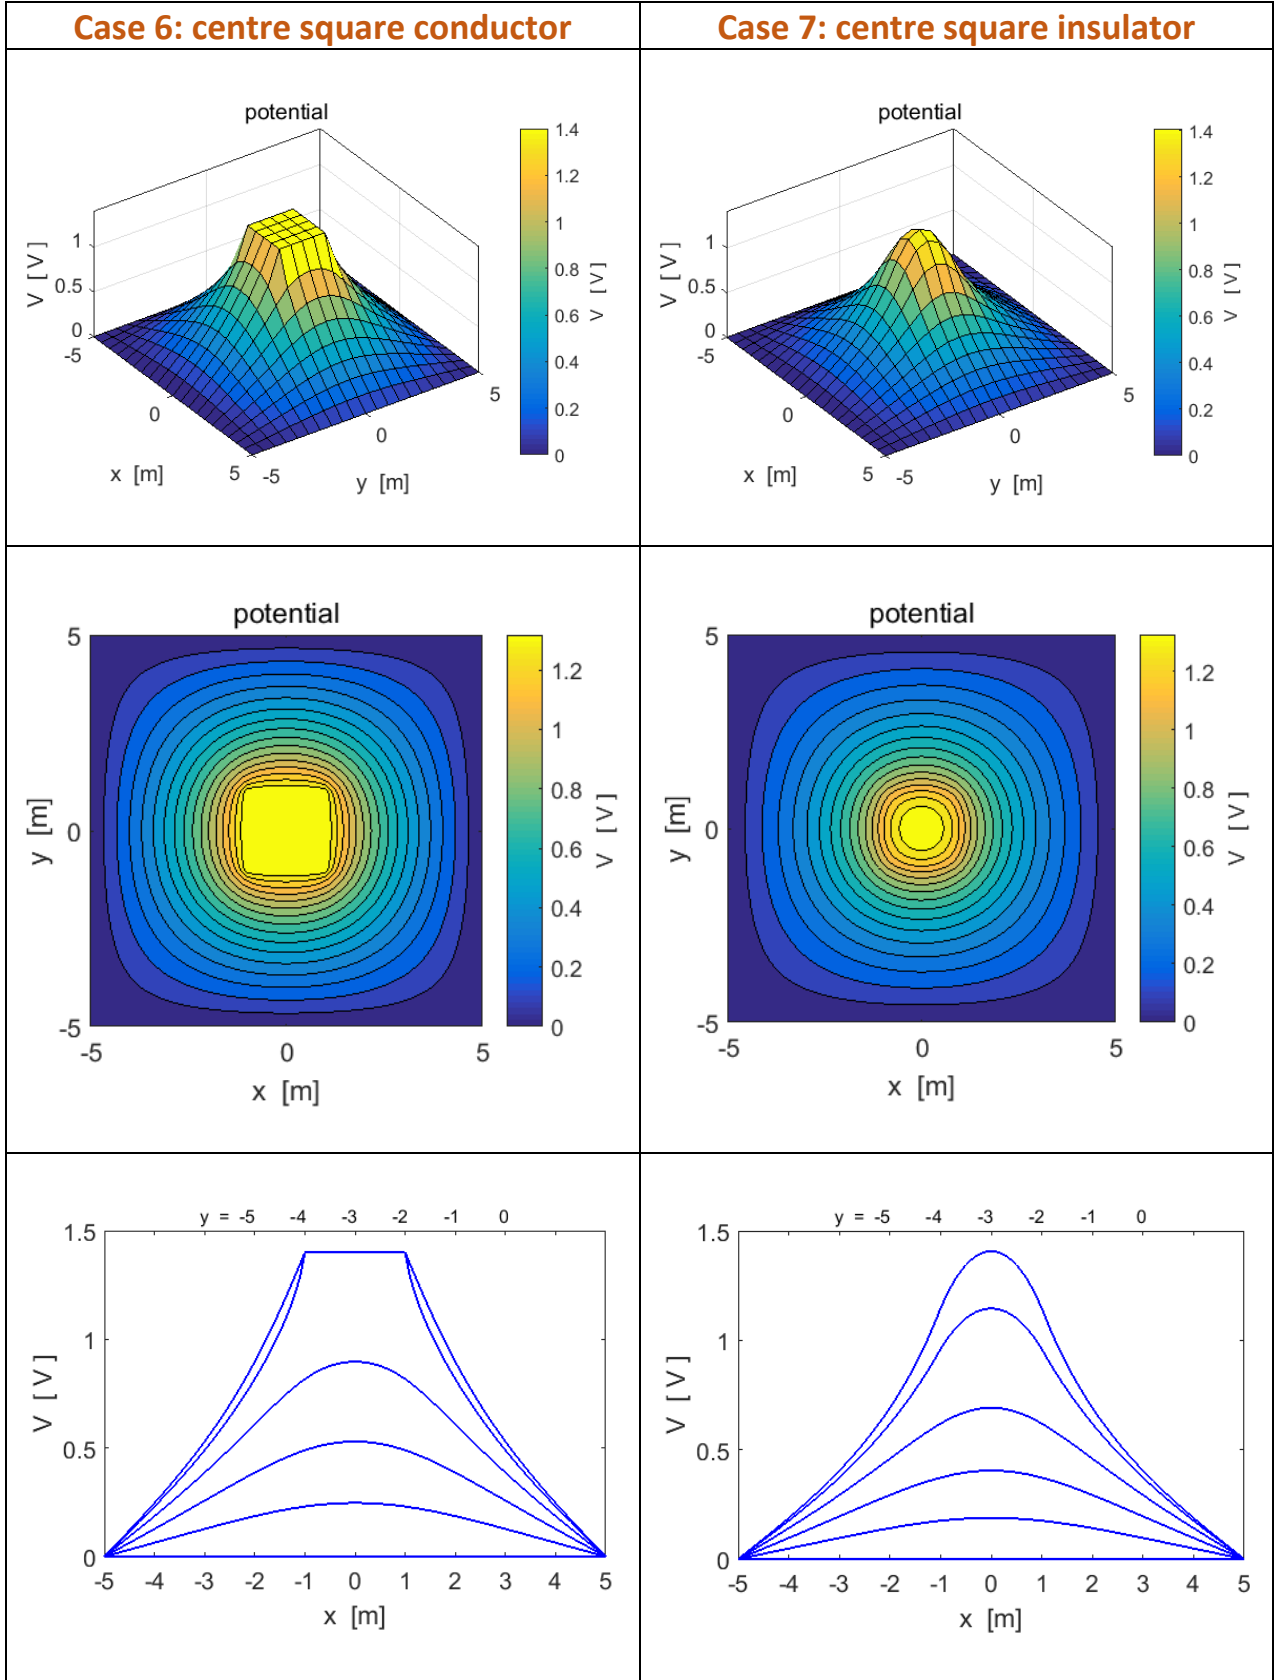 Case 6: centre square conductor
Case 7: centre square insulator
potential
V [ V ]
1
0.5
0
-5
0
5
x [m]
-5
0
5
y [m]
1.4
1.2
1
0.8
0.6
0.4
0.2
0
V [ V ]
potential
V [ V ]
1
0.5
0
-5
0
5
x [m]
-5
0
5
y [m]
1.4
1.2
1
0.8
0.6
0.4
0.2
0
V [ V ]
potential
5
0
-5
y [m]
-5 0 5
x [m]
1.2
1
0.8
0.6
0.4
0.2
0
V [ V ]
potential
5
0
-5
y [m]
-5 0 5
x [m]
1.2
1
0.8
0.6
0.4
0.2
0
V [ V ]
y = -5 -4 -3 -2 -1 0
1.5
1
0.5
0
V [ V ]
-5 -4 -3 -2 -1 0 1 2 3 4 5
x [m]
y = -5 -4 -3 -2 -1 0
1.5
1
0.5
0
V [ V ]
-5 -4 -3 -2 -1 0 1 2 3 4 5
x [m]